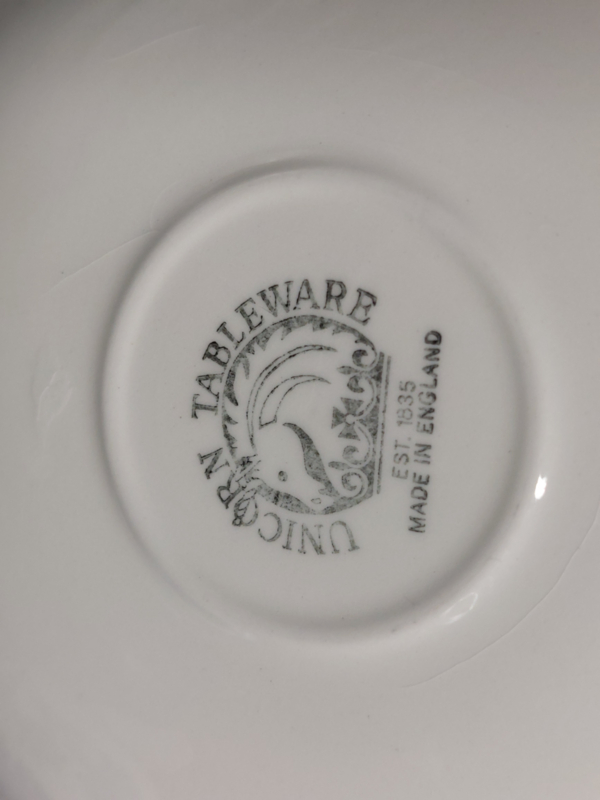 UNICORN TABLEWARE
EST. 1835
MADE IN ENGLAND